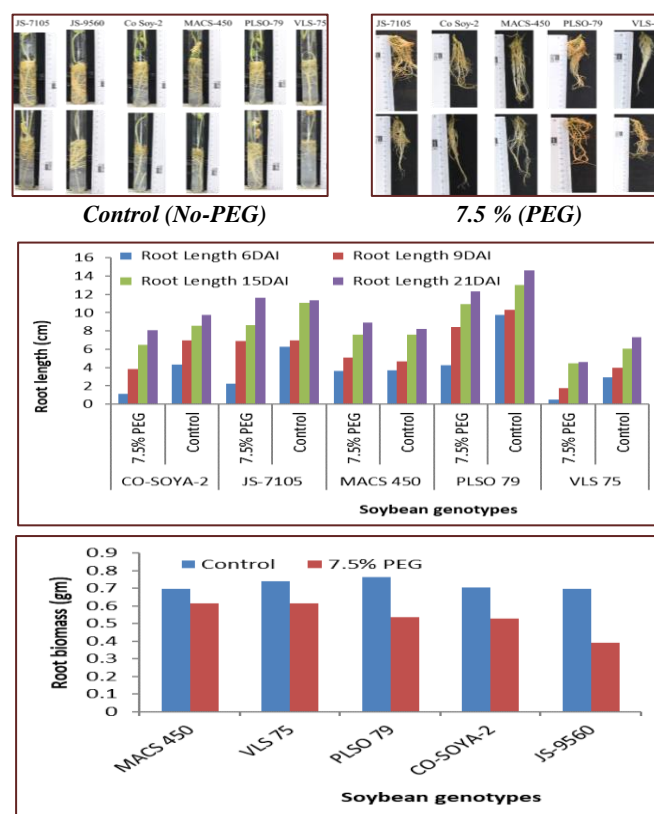 JS-7105 JS-9560 Co Soy-2 MACS-450 PLSO-79 VLS-75
JS-7105 Co Soy-2 MACS-450 PLSO-79 VLS-
Control (No-PEG)
7.5 % (PEG)
Root Length 6DAI Root Length 9DAI
Root Length 15DAI Root Length 21DAI
Root length (cm)
16
14
12
10
8
6
4
2
0
7.5% PEG Control 7.5% PEG Control 7.5% PEG Control 7.5% PEG Control 7.5% PEG Control
CO-SOYA-2 JS-7105 MACS 450 PLSO 79 VLS 75
Soybean genotypes
Control 7.5% PEG
Root biomass (gm)
0.9
0.8
0.7
0.6
0.5
0.4
0.3
0.2
0.1
0
MACS 450 VLS 75 PLSO 79 CO-SOYA-2 JS-9560
Soybean genotypes